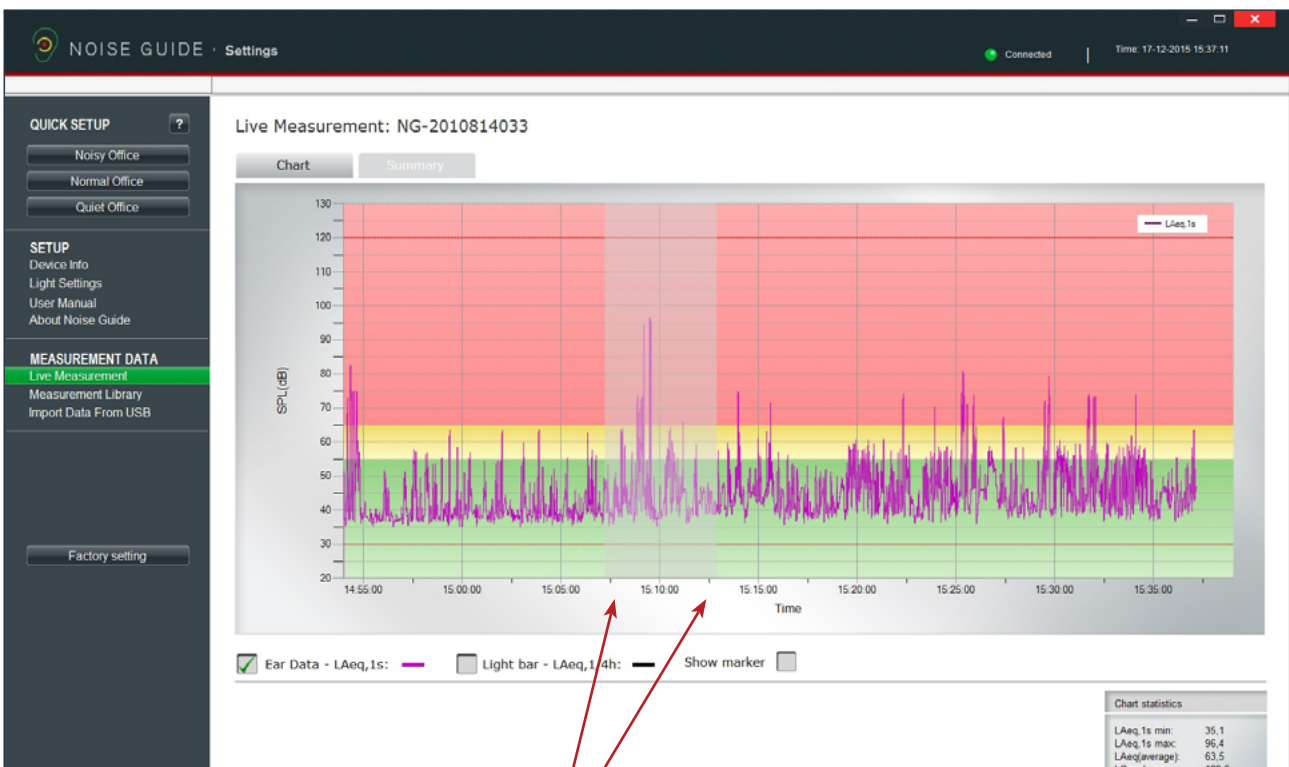 NOISE GUIDE · Settings
Connected | Time: 17-12-2015 15:37:11
QUICK SETUP ?
Noisy Office
Normal Office
Quiet Office
SETUP
Device Info
Light Settings
User Manual
About Noise Guide
MEASUREMENT DATA
Live Measurement
Measurement Library
Import Data From USB
Factory setting
Live Measurement: NG-2010814033
Chart Summary
LAeq,1s
SPL(dB)
130
120
110
100
90
80
70
60
50
40
30
20
14:55:00 15:00:00 15:05:00 15:10:00 15:15:00 15:20:00 15:25:00 15:30:00 15:35:00
Time
Ear Data - LAeq,1s: Light bar - LAeq,1/4h: Show marker
Chart statistics
LAeq,1s min: 35,1
LAeq,1s max: 96,4
LAeq(average): 63,5